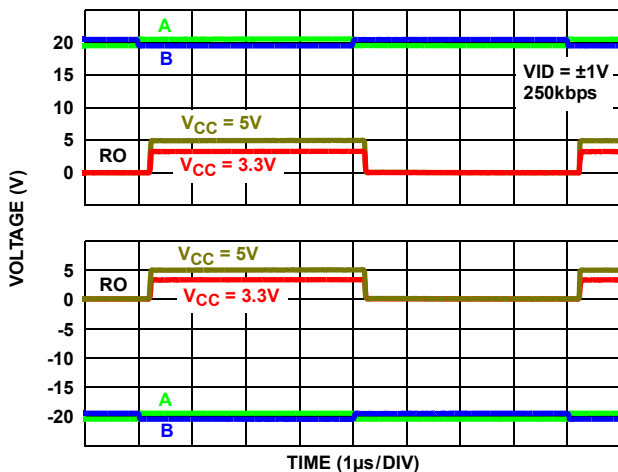 A
20
B
VID = ±1V
250kbps
15
10
VCC = 5V
5
RO
VCC = 3.3V
0
VOLTAGE (V)
VCC = 5V
5
RO
VCC = 3.3V
0
-5
-10
-15
A
-20
B
TIME (1µs/DIV)